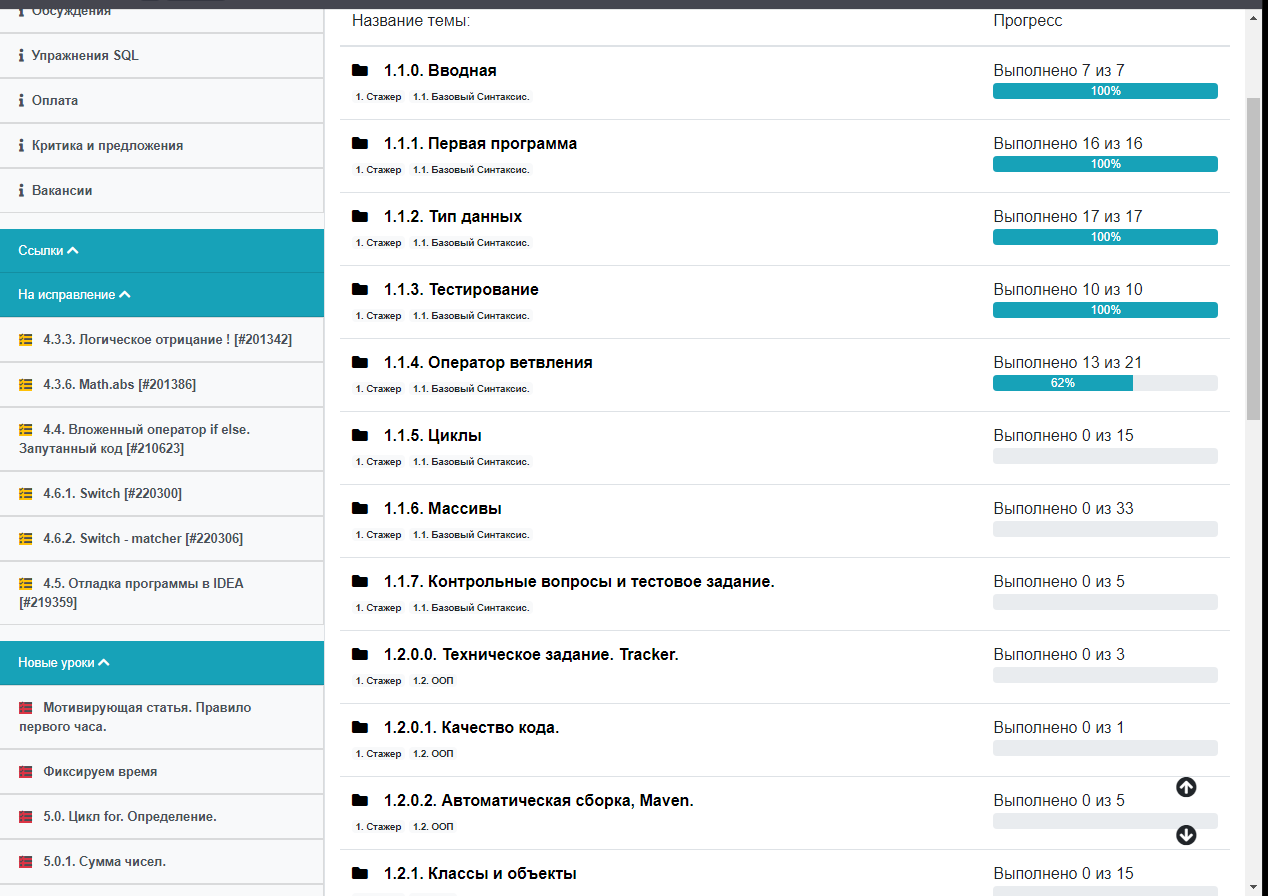 Обсуждения
Упражнения SQL
Оплата
Критика и предложения
Вакансии
Ссылки
На исправление
4.3.3. Логическое отрицание ! [#201342]
4.3.6. Math.abs [#201386]
4.4. Вложенный оператор if else.
Запутанный код [#210623]
4.6.1. Switch [#220300]
4.6.2. Switch - matcher [#220306]
4.5. Отладка программы в IDEA
[#219359]
Новые уроки
Мотивирующая статья. Правило
первого часа.
Фиксируем время
5.0. Цикл for. Определение.
5.0.1. Сумма чисел.
Название темы: Прогресс
1.1.0. Вводная Выполнено 7 из 7
1. Стажер 1.1. Базовый Синтаксис. 100%
1.1.1. Первая программа Выполнено 16 из 16
1. Стажер 1.1. Базовый Синтаксис. 100%
1.1.2. Тип данных Выполнено 17 из 17
1. Стажер 1.1. Базовый Синтаксис. 100%
1.1.3. Тестирование Выполнено 10 из 10
1. Стажер 1.1. Базовый Синтаксис. 100%
1.1.4. Оператор ветвления Выполнено 13 из 21
1. Стажер 1.1. Базовый Синтаксис. 62%
1.1.5. Циклы Выполнено 0 из 15
1. Стажер 1.1. Базовый Синтаксис.
1.1.6. Массивы Выполнено 0 из 33
1. Стажер 1.1. Базовый Синтаксис.
1.1.7. Контрольные вопросы и тестовое задание. Выполнено 0 из 5
1. Стажер 1.1. Базовый Синтаксис.
1.2.0.0. Техническое задание. Tracker. Выполнено 0 из 3
1. Стажер 1.2. ООП
1.2.0.1. Качество кода. Выполнено 0 из 1
1. Стажер 1.2. ООП
1.2.0.2. Автоматическая сборка, Maven. Выполнено 0 из 5
1. Стажер 1.2. ООП
1.2.1. Классы и объекты Выполнено 0 из 15